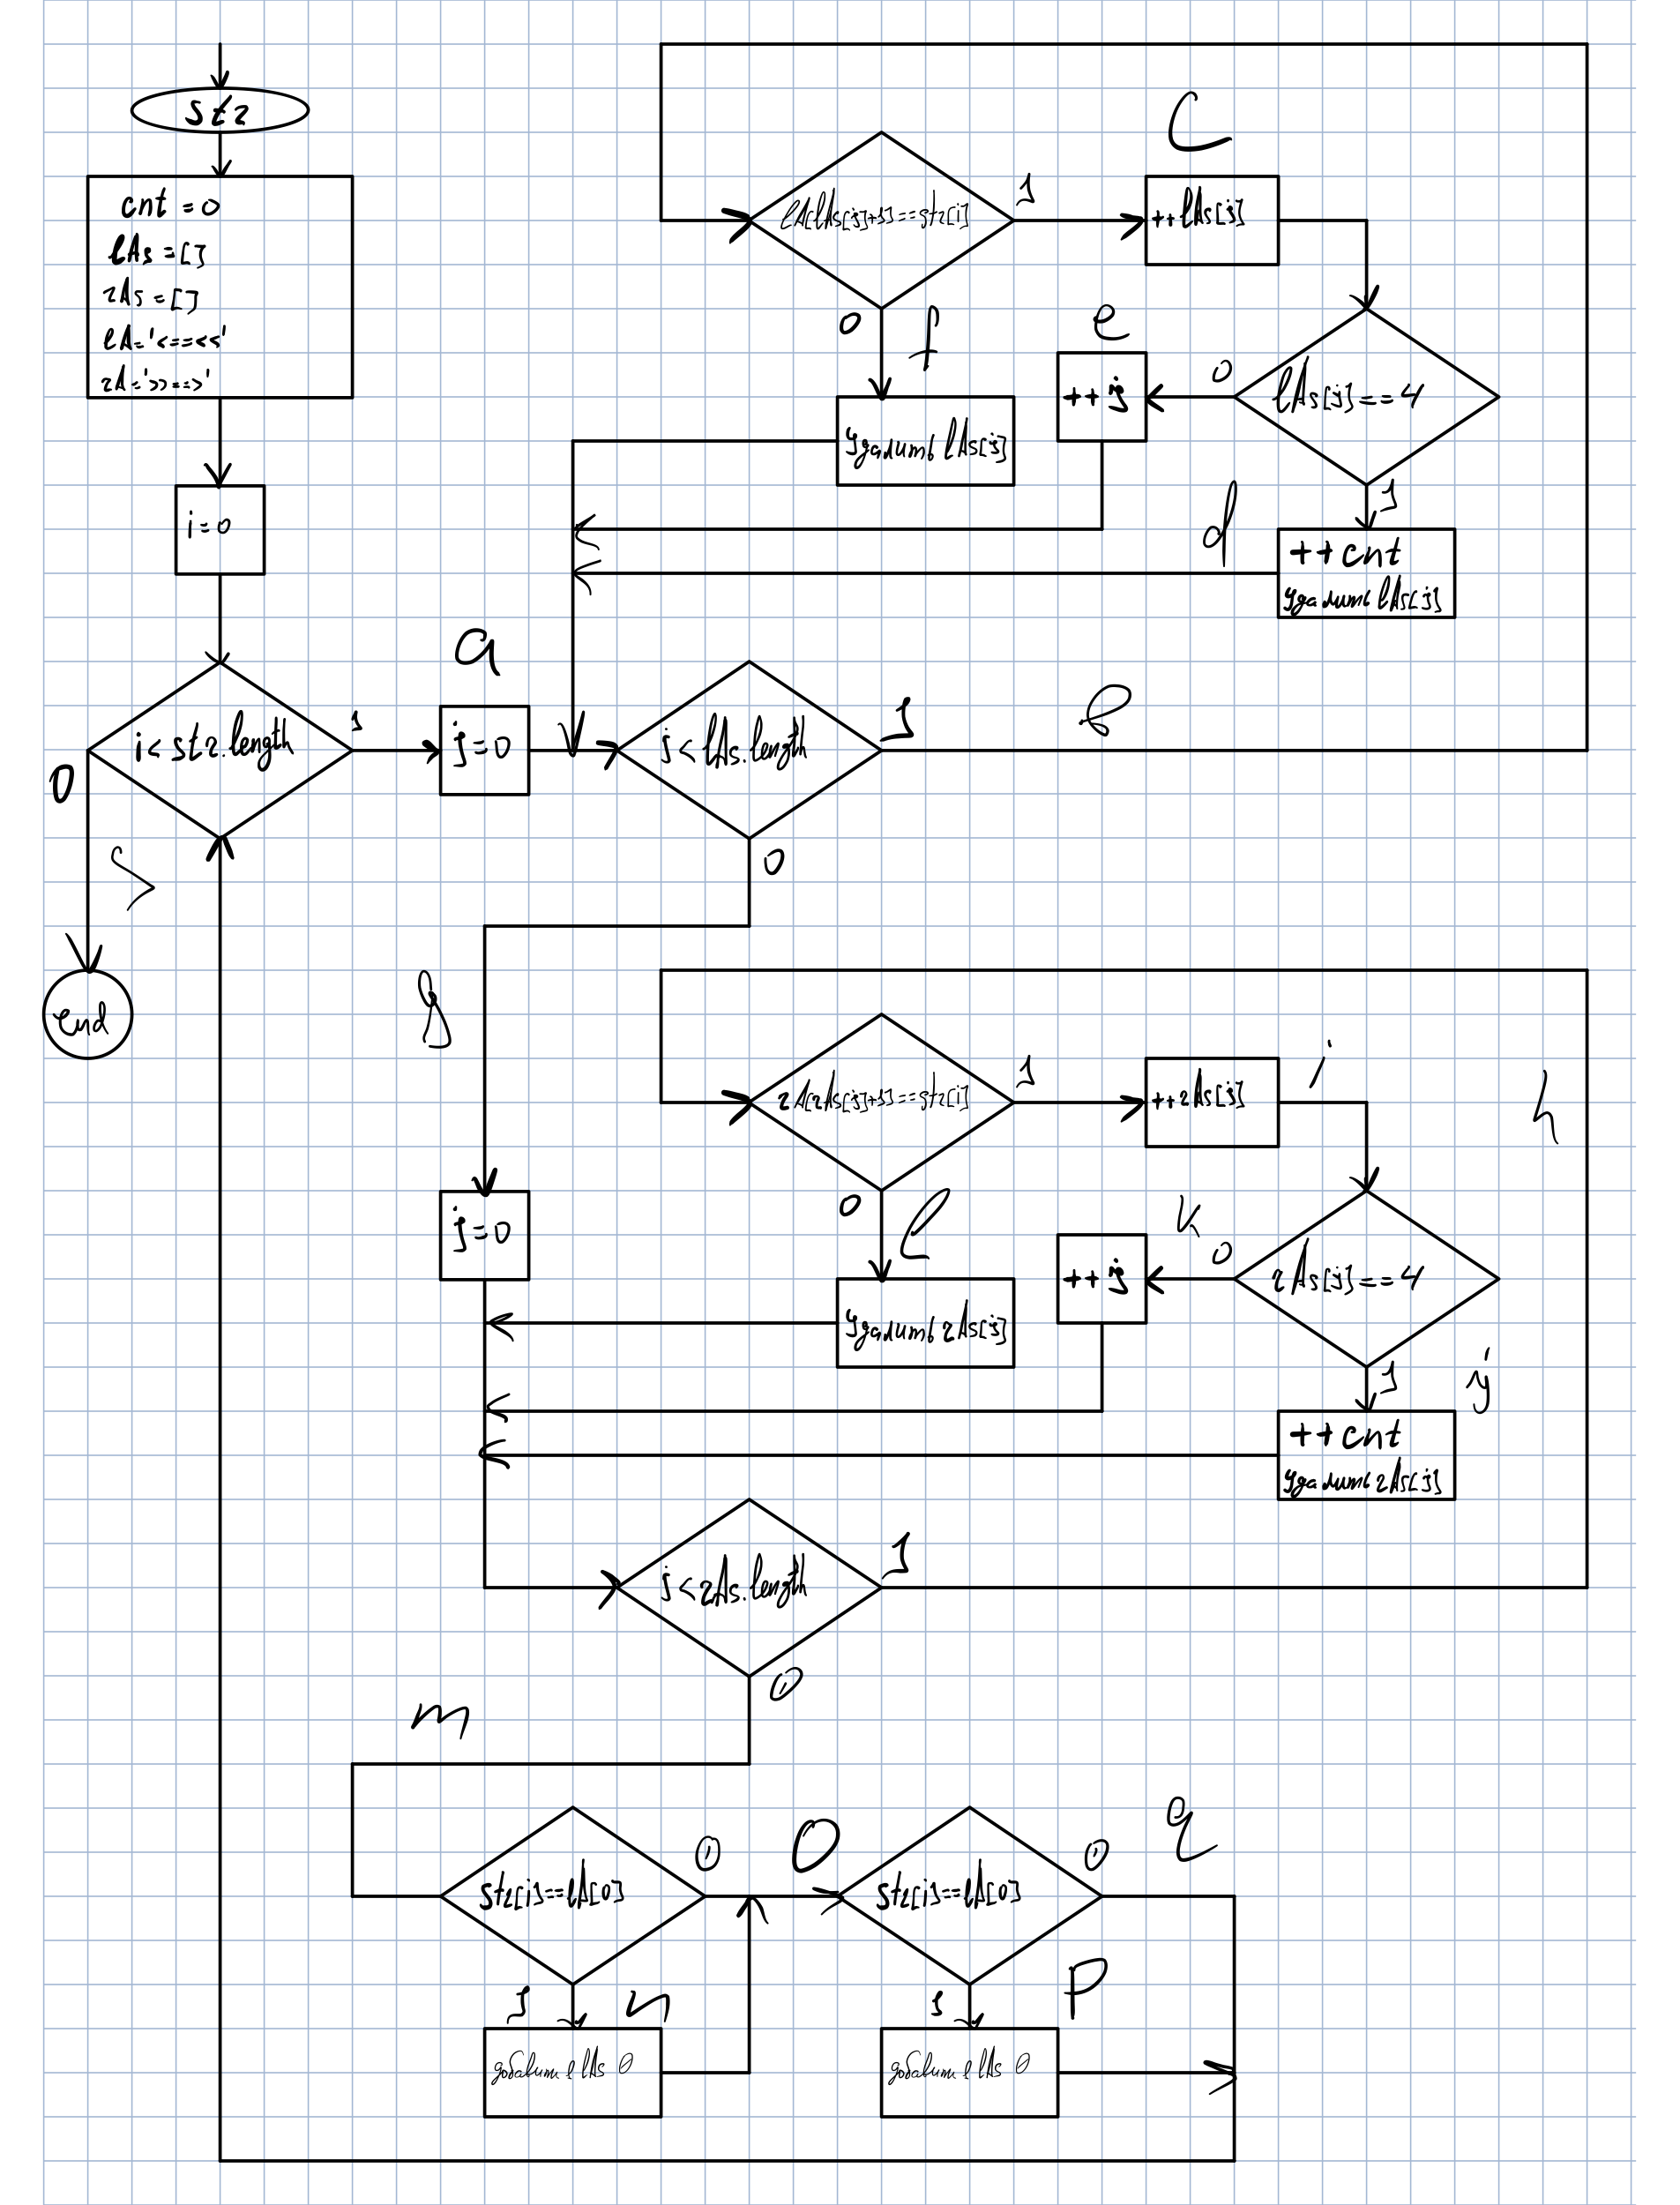 str
cnt = 0
lAs = []
rAs = []
lA='<==<<'
rA='>>==>'
i=0
i< str.length
1
0
end
a
j=0
j< lAs.length
1
0
b
lA[lAs[j]+1]==str[i]
1
0
c
++lAs[j]
lAs[j]==4
0
1
e
++j
f
Удалить lAs[j]
d
++cnt
Удалить lAs[j]
g
j=0
rA[rAs[j]+1]==str[i]
1
0
i
++rAs[j]
h
rAs[j]==4
0
1
k
++j
l
Удалить rAs[j]
j
++cnt
Удалить rAs[j]
j<rAs.length
1
0
m
str[i]==lA[0]
0
1
n
добавить в lAs 0
o
str[i]==lA[0]
0
1
q
p
добавить в lAs 0